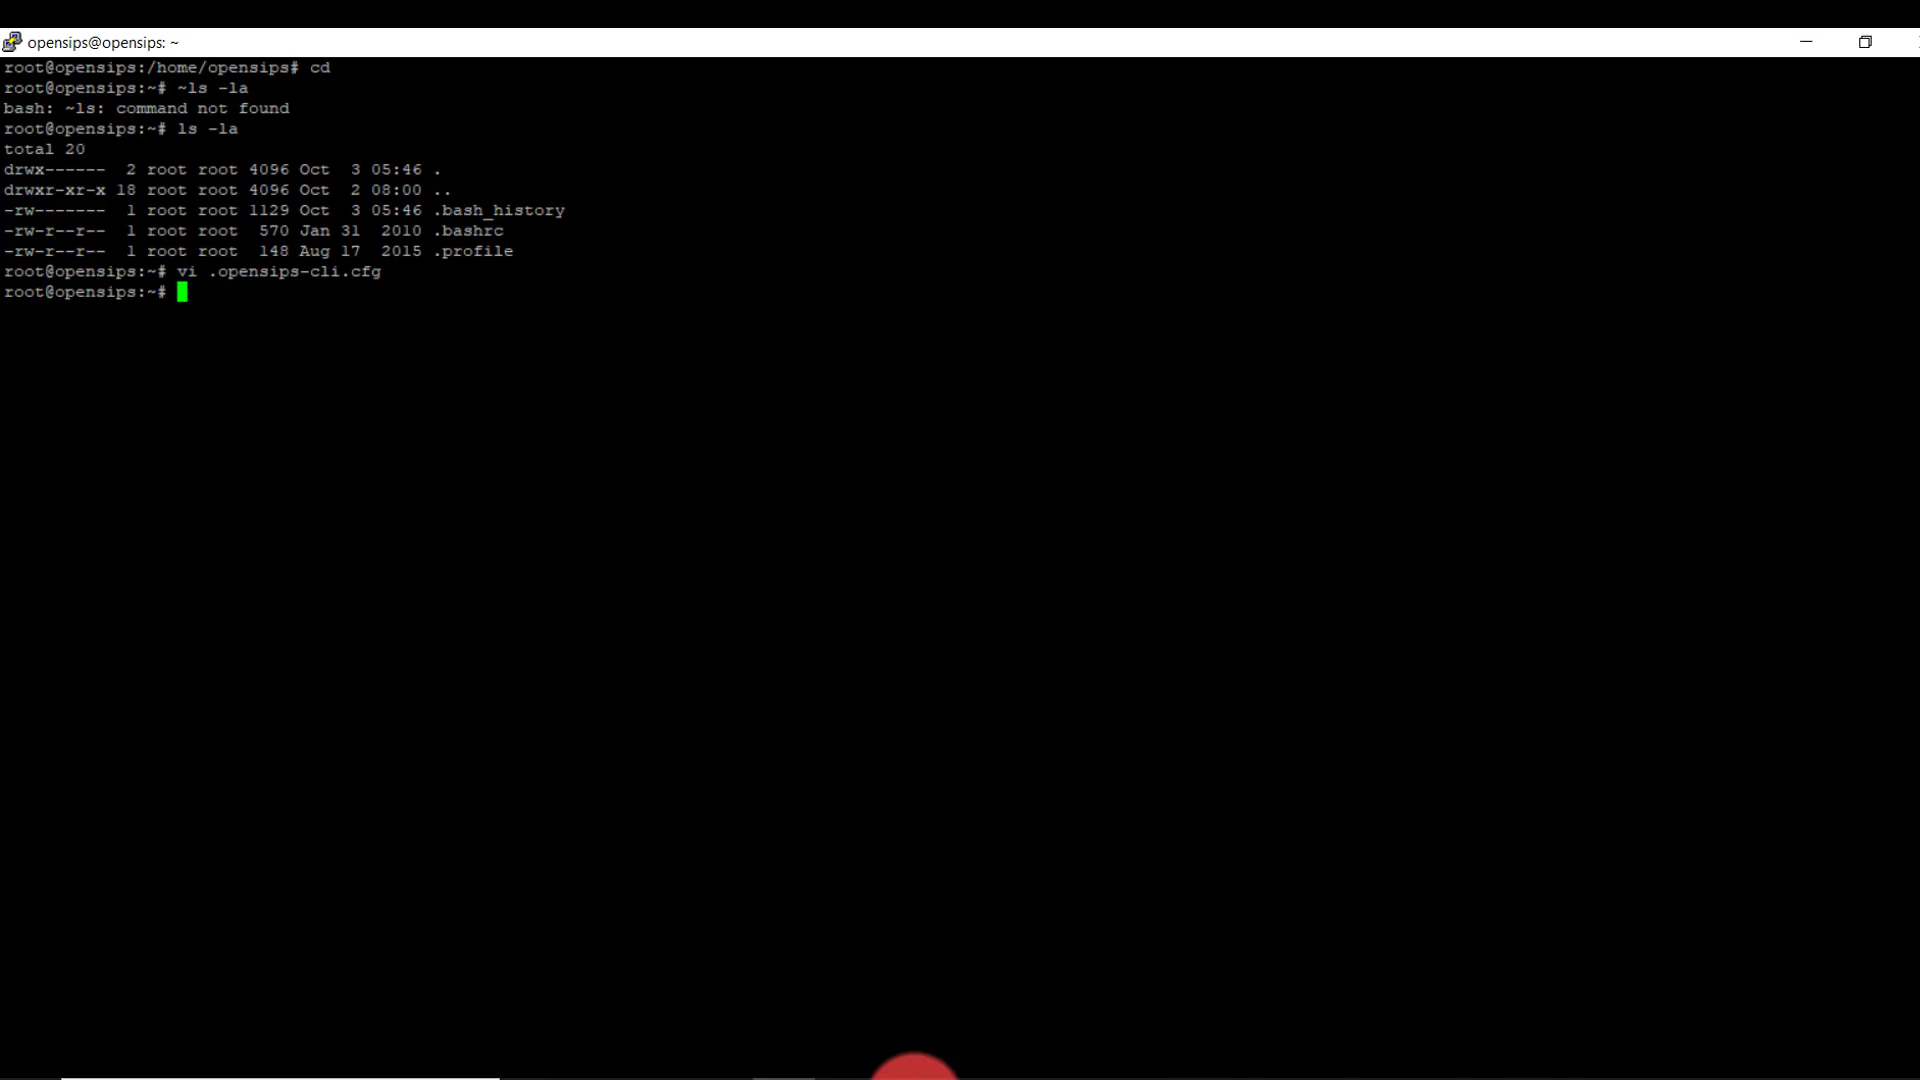 opensips@opensips: ~
root@opensips:/home/opensips# cd
root@opensips:~# ~ls -la
bash: ~ls: command not found
root@opensips:~# ls -la
total 20
drwx------  2 root root 4096 Oct  3 05:46 .
drwxr-xr-x 18 root root 4096 Oct  2 08:00 ..
-rw-------  1 root root 1129 Oct  3 05:46 .bash_history
-rw-r--r--  1 root root  570 Jan 31  2010 .bashrc
-rw-r--r--  1 root root  148 Aug 17  2015 .profile
root@opensips:~# vi .opensips-cli.cfg
root@opensips:~#